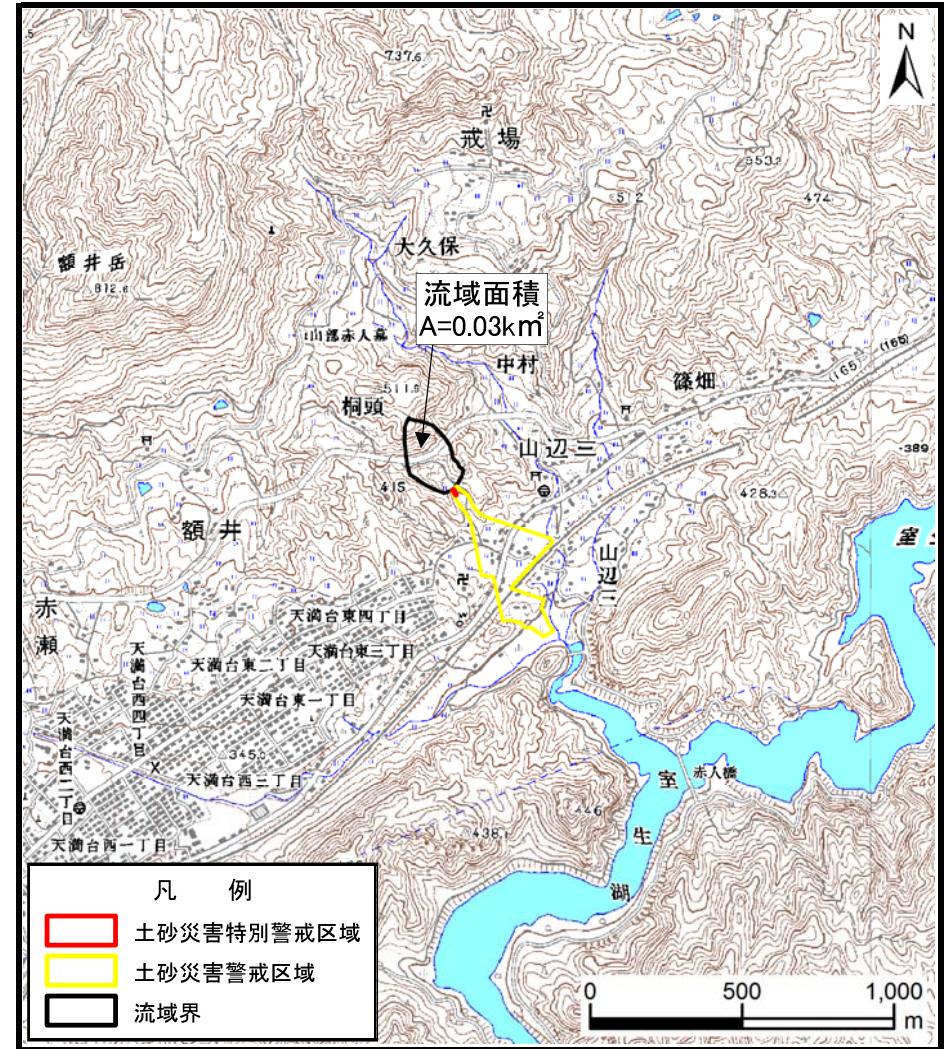 N
737.6
卍
戒場
553.2
512
474
大久保
額井岳
812.6
流域面積
A=0.03k㎡
山部赤人墓
中村
(165)
(165)
511.9
篠畑
桐頭
山辺三
389
415
428.3
額井
室生
山辺三
卍
赤瀬
天満台東四丁目
天満台東三丁目
天満台東二丁目
天満台東一丁目
天満台西四丁目
天満台西二丁目
345.0
天満台西三丁目
天満台西一丁目
室生湖
赤人橋
446
438.1
凡 例
土砂災害特別警戒区域
土砂災害警戒区域
流域界
0 500 1,000
m